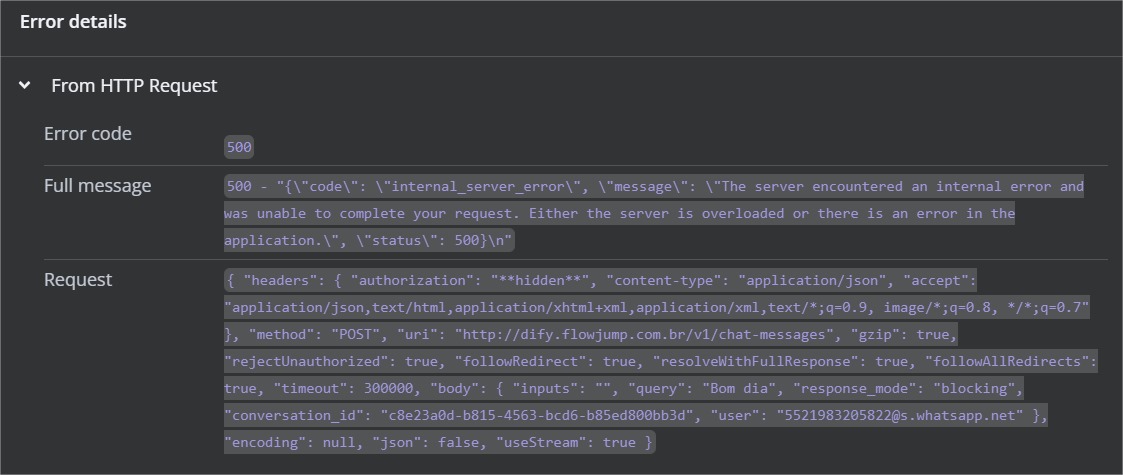 Error details
From HTTP Request
Error code
500
Full message
500 - "{\"code\": \"internal_server_error\", \"message\": \"The server encountered an internal error and
was unable to complete your request. Either the server is overloaded or there is an error in the
application.\", \"status\": 500}\n"
Request
{ "headers": { "authorization": "**hidden**", "content-type": "application/json", "accept":
"application/json,text/html,application/xhtml+xml,application/xml,text/*;q=0.9, image/*;q=0.8, */*;q=0.7"
}, "method": "POST", "uri": "http://dify.flowjump.com.br/v1/chat-messages", "gzip": true,
"rejectUnauthorized": true, "followRedirect": true, "resolveWithFullResponse": true, "followAllRedirects":
true, "timeout": 300000, "body": { "inputs": "", "query": "Bom dia", "response_mode": "blocking",
"conversation_id": "c8e23a0d-b815-4563-bcd6-b85ed800bb3d", "user": "5521983205822@s.whatsapp.net" },
"encoding": null, "json": false, "useStream": true }